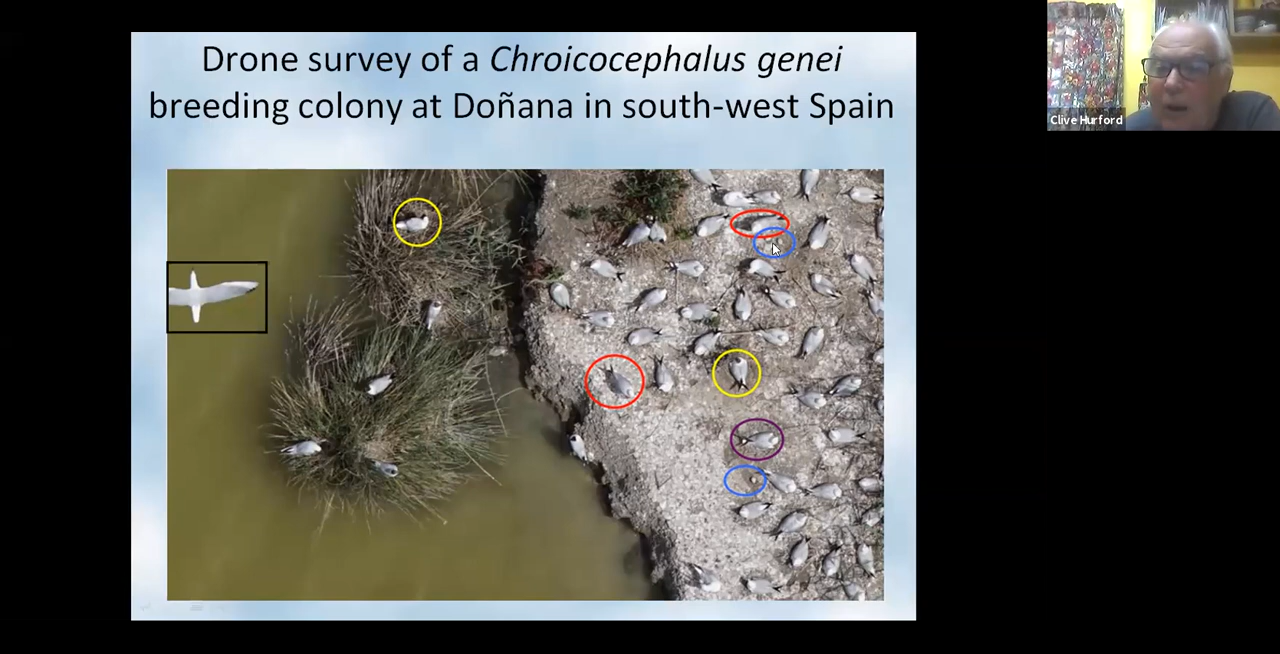 Drone survey of a Chroicocephalus genei
breeding colony at Doñana in south-west Spain
Clive Hurford